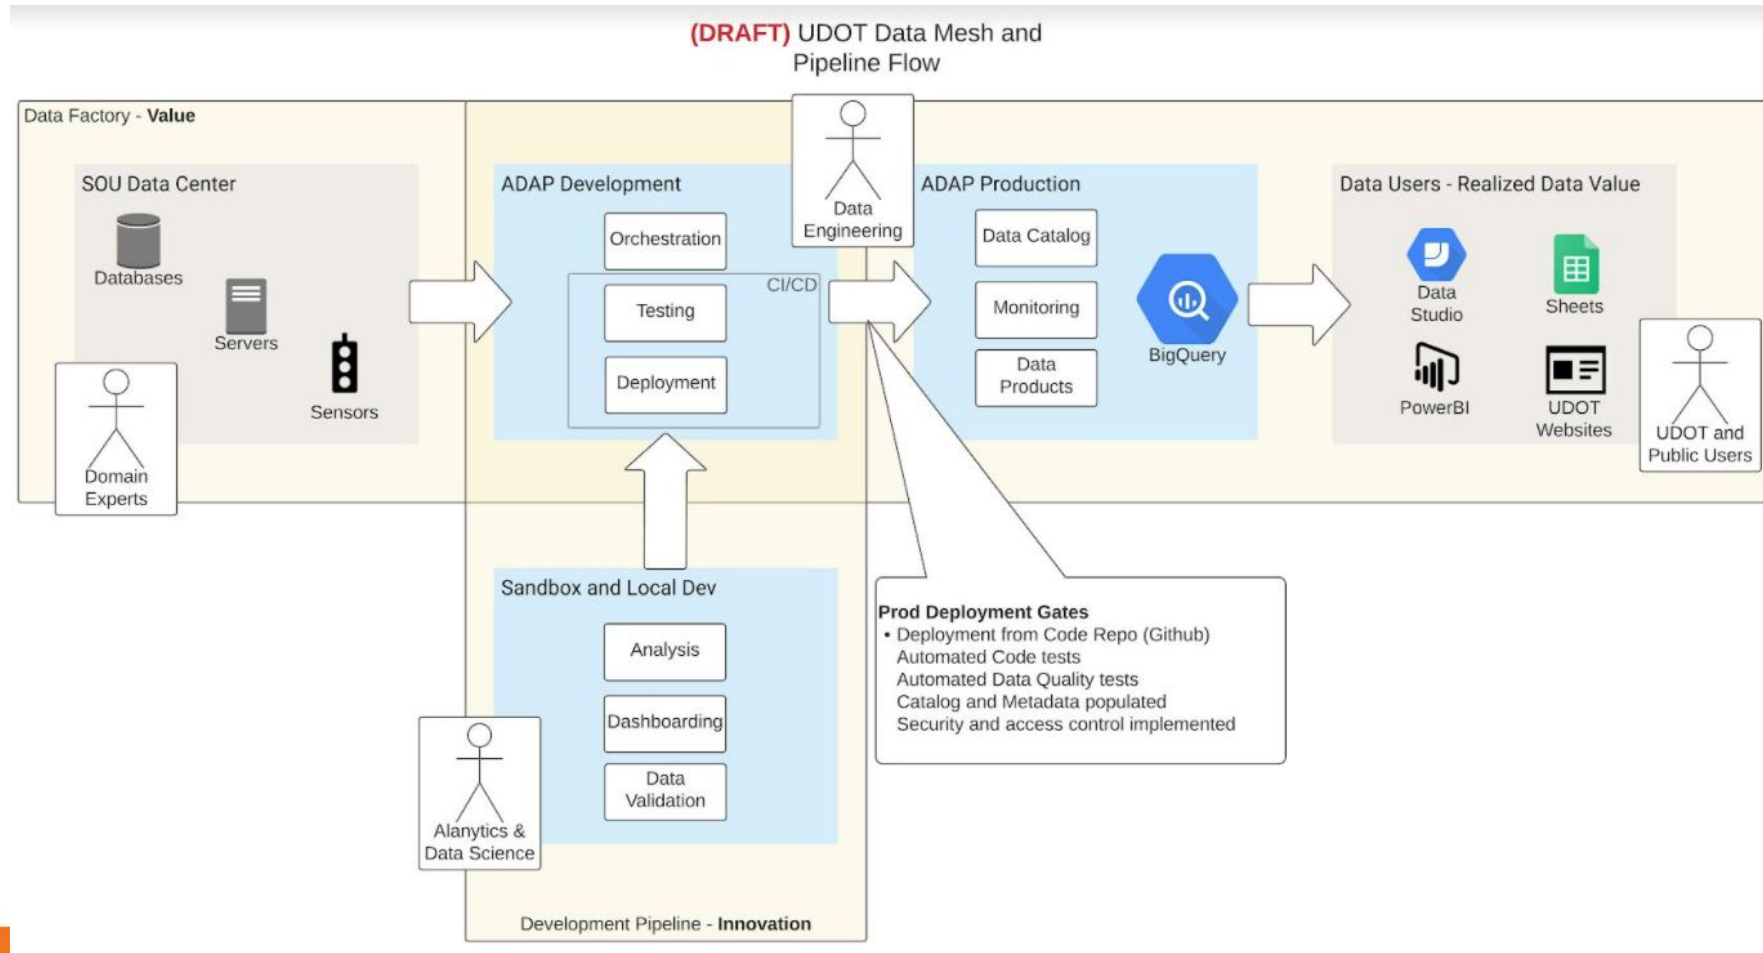 (DRAFT) UDOT Data Mesh and
Pipeline Flow
Data Factory - Value
SOU Data Center
Databases
Servers
Sensors
Domain
Experts
ADAP Development
Orchestration
CI/CD
Testing
Deployment
Data
Engineering
ADAP Production
Data Catalog
Monitoring
Data
Products
BigQuery
Data Users - Realized Data Value
Data
Studio
Sheets
PowerBI
UDOT
Websites
UDOT and
Public Users
Sandbox and Local Dev
Analysis
Dashboarding
Data
Validation
Alanytics &
Data Science
Development Pipeline - Innovation
Prod Deployment Gates
• Deployment from Code Repo (Github)
Automated Code tests
Automated Data Quality tests
Catalog and Metadata populated
Security and access control implemented